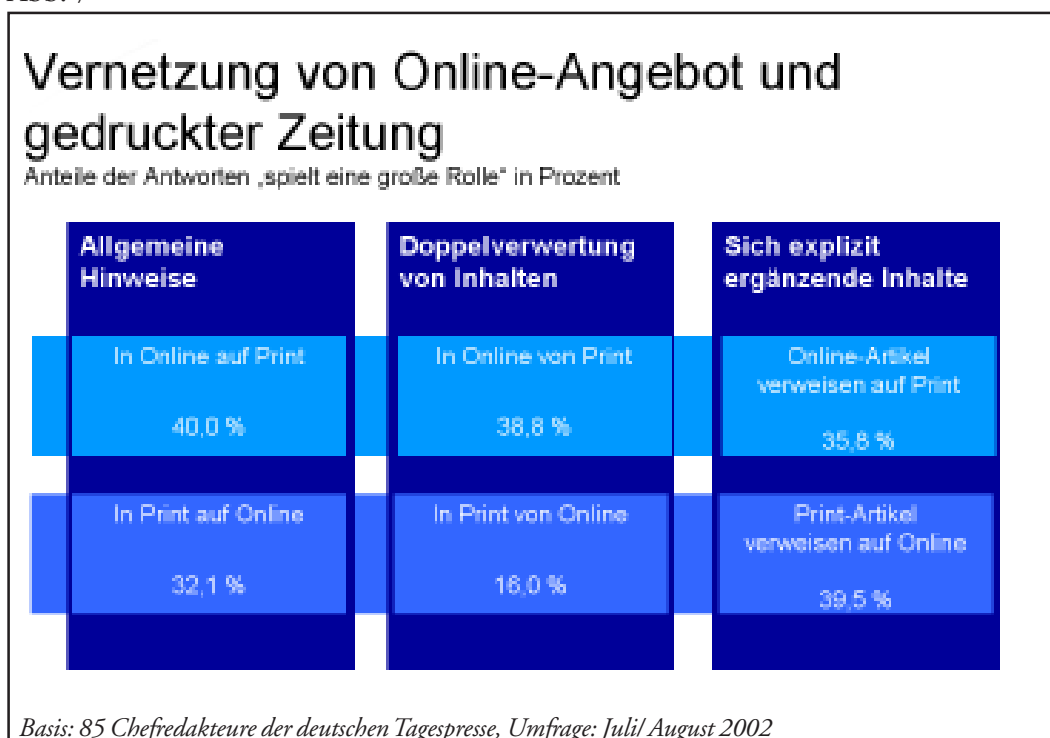 Vernetzung von Online-Angebot und
gedruckter Zeitung
Anteile der Antworten „spielt eine große Rolle“ in Prozent
Allgemeine
Hinweise
Doppelverwertung
von Inhalten
Sich explizit
ergänzende Inhalte
In Online auf Print
40,0 %
In Online von Print
38,8 %
Online-Artikel
verweisen auf Print
35,8 %
In Print auf Online
32,1 %
In Print von Online
16,0 %
Print-Artikel
verweisen auf Online
39,5 %
Basis: 85 Chefredakteure der deutschen Tagespresse, Umfrage: Juli/ August 2002